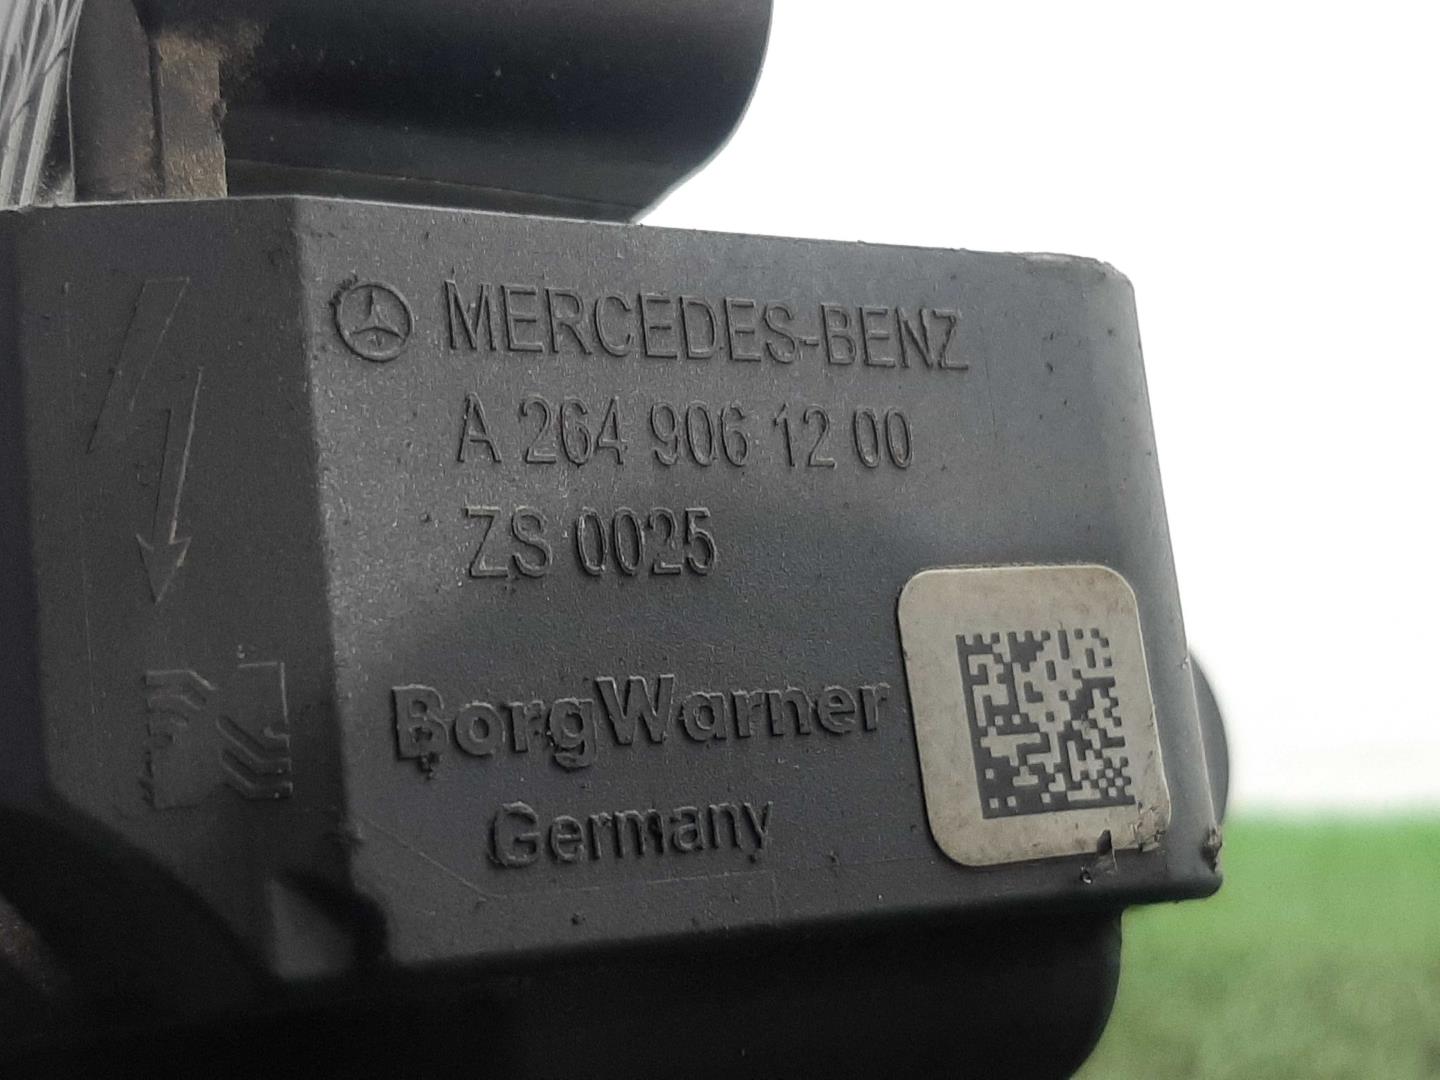 MERCEDES-BENZ
A 264 906 12 00
ZS 0025
BorgWarner
Germany